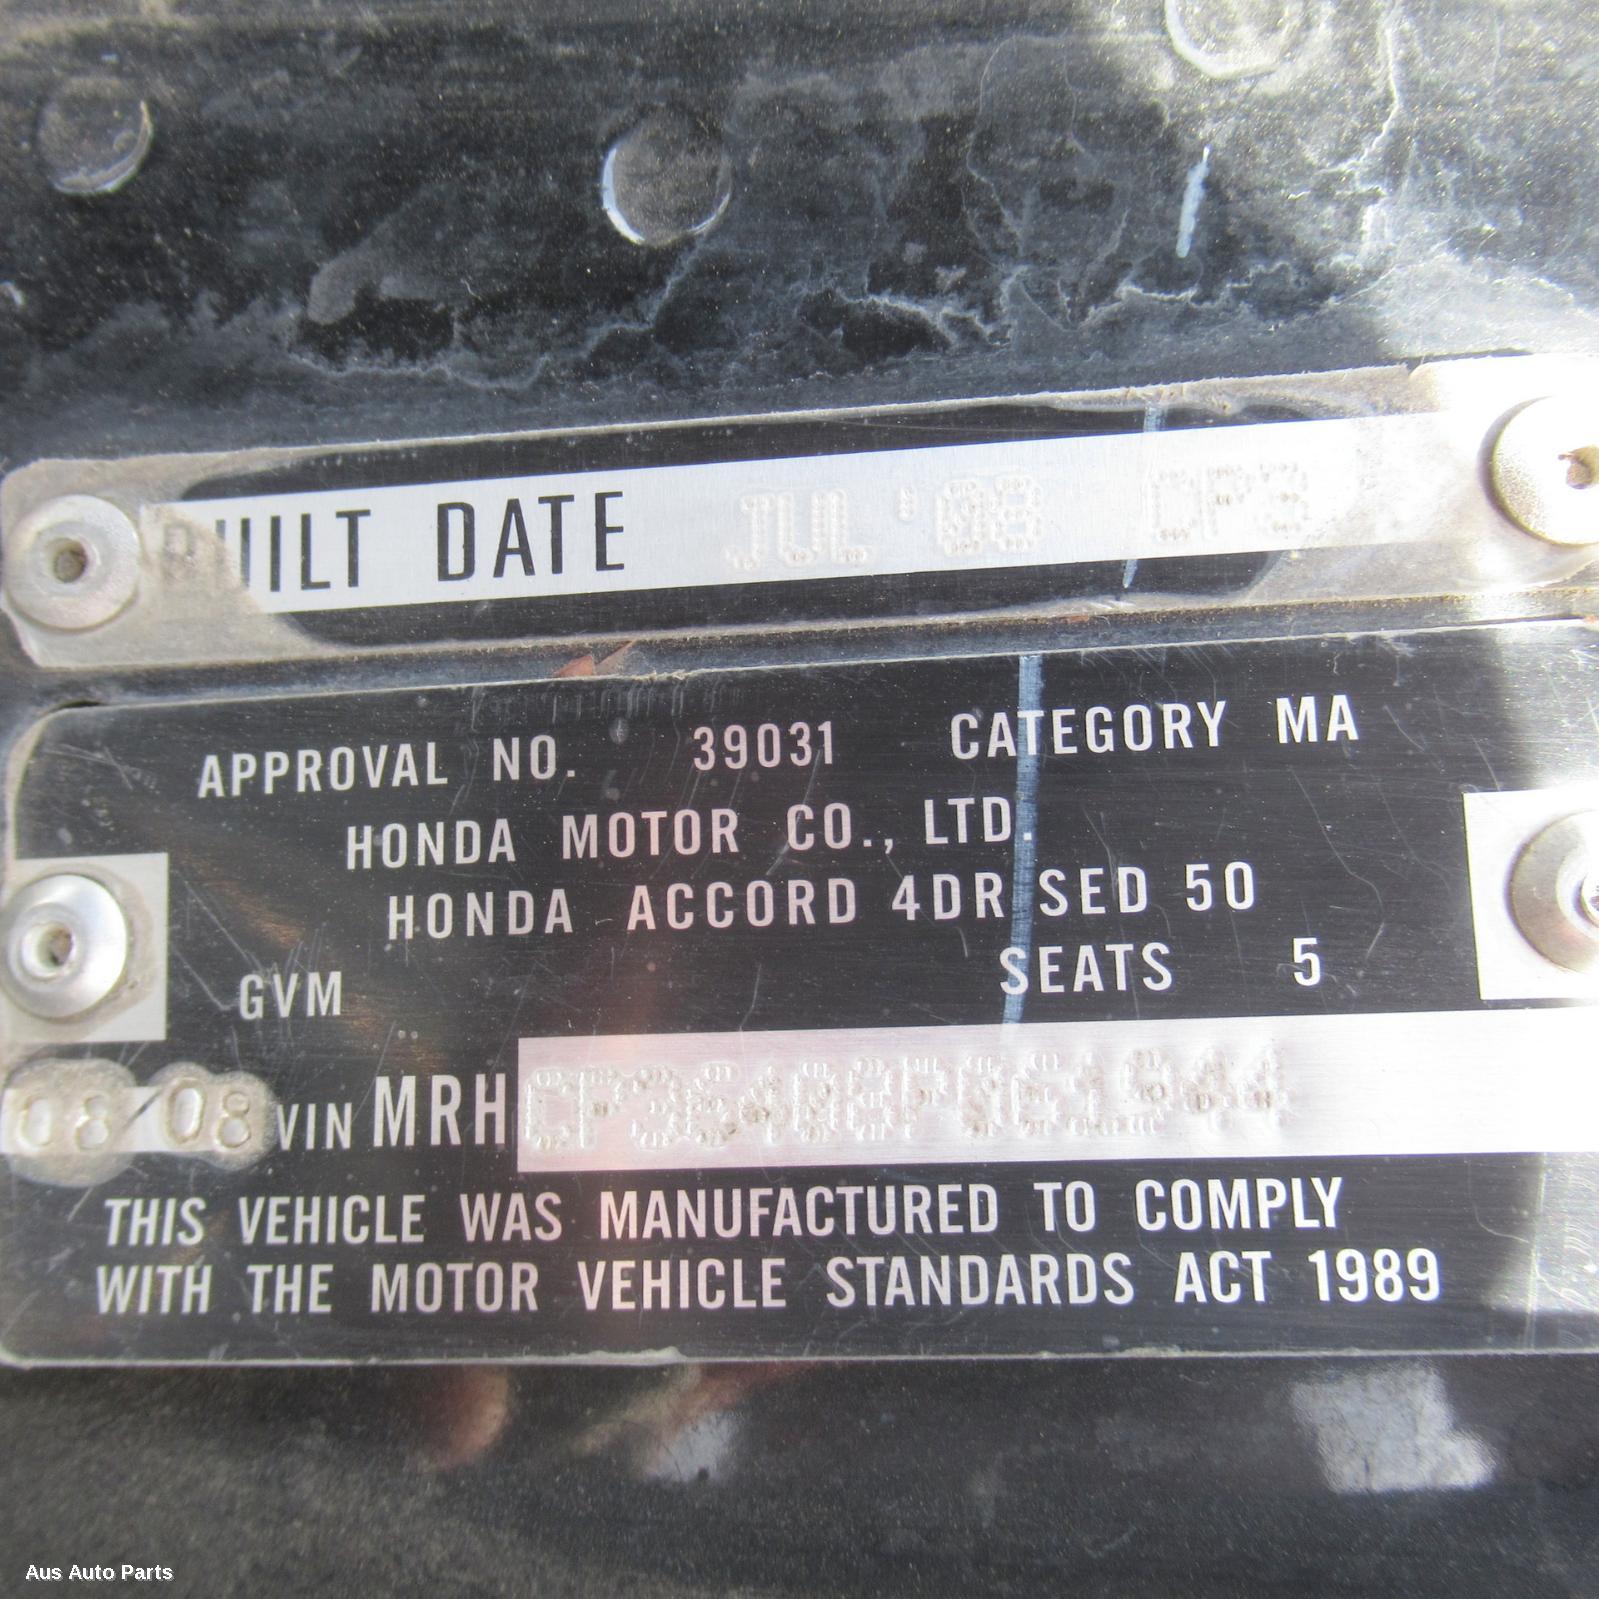 BUILT DATE JUL '08 CP3
APPROVAL NO. 39031 CATEGORY MA
HONDA MOTOR CO., LTD.
HONDA ACCORD 4DR SED 50
SEATS 5
GVM
08/08 VIN MRH
THIS VEHICLE WAS MANUFACTURED TO COMPLY
WITH THE MOTOR VEHICLE STANDARDS ACT 1989
Aus Auto Parts